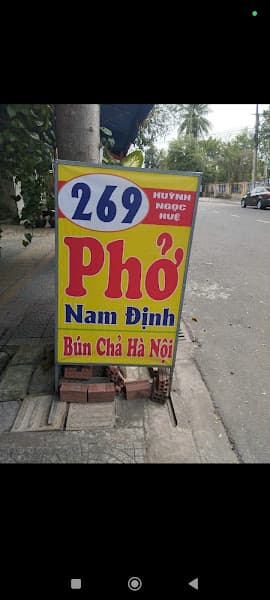 269
HUỲNH
NGỌC
HUỆ
Phở
Nam Định
Bún Chả Hà Nội